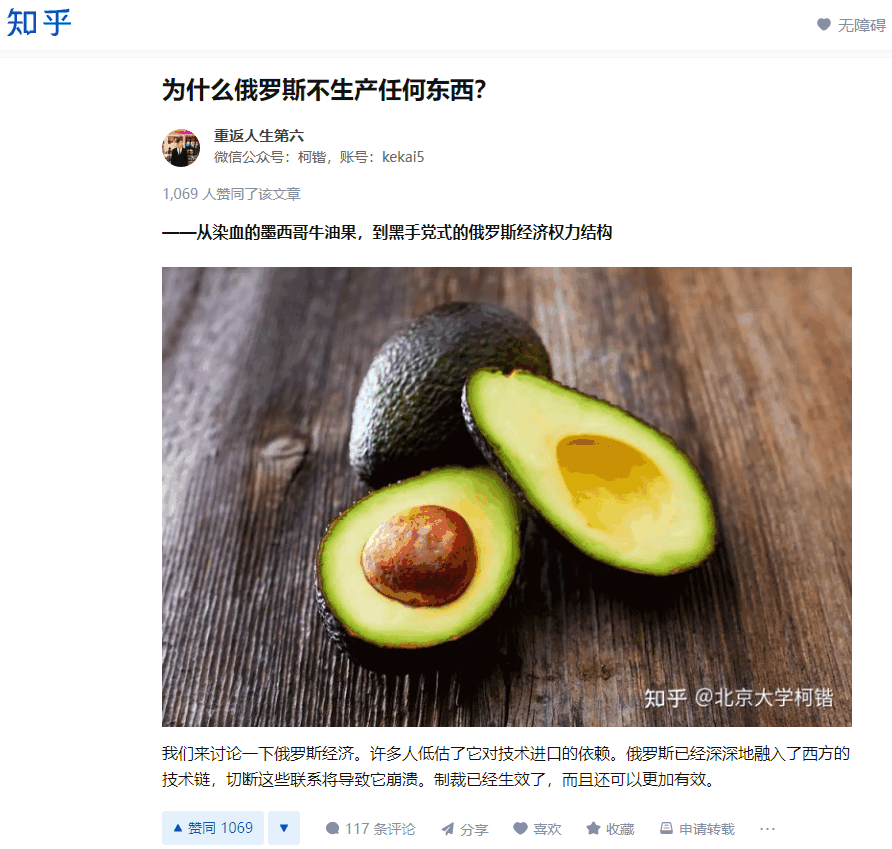 知乎
无障碍
为什么俄罗斯不生产任何东西？
重返人生第六
微信公众号：柯锴，账号：kekai5
1,069 人赞同了该文章
——从染血的墨西哥牛油果，到黑手党式的俄罗斯经济权力结构
知乎 @北京大学柯锴
我们来讨论一下俄罗斯经济。许多人低估了它对技术进口的依赖。俄罗斯已经深深地融入了西方的
技术链，切断这些联系将导致它崩溃。制裁已经生效了，而且还可以更加有效。
赞同 1069 117 条评论 分享 喜欢 收藏 申请转载 ···